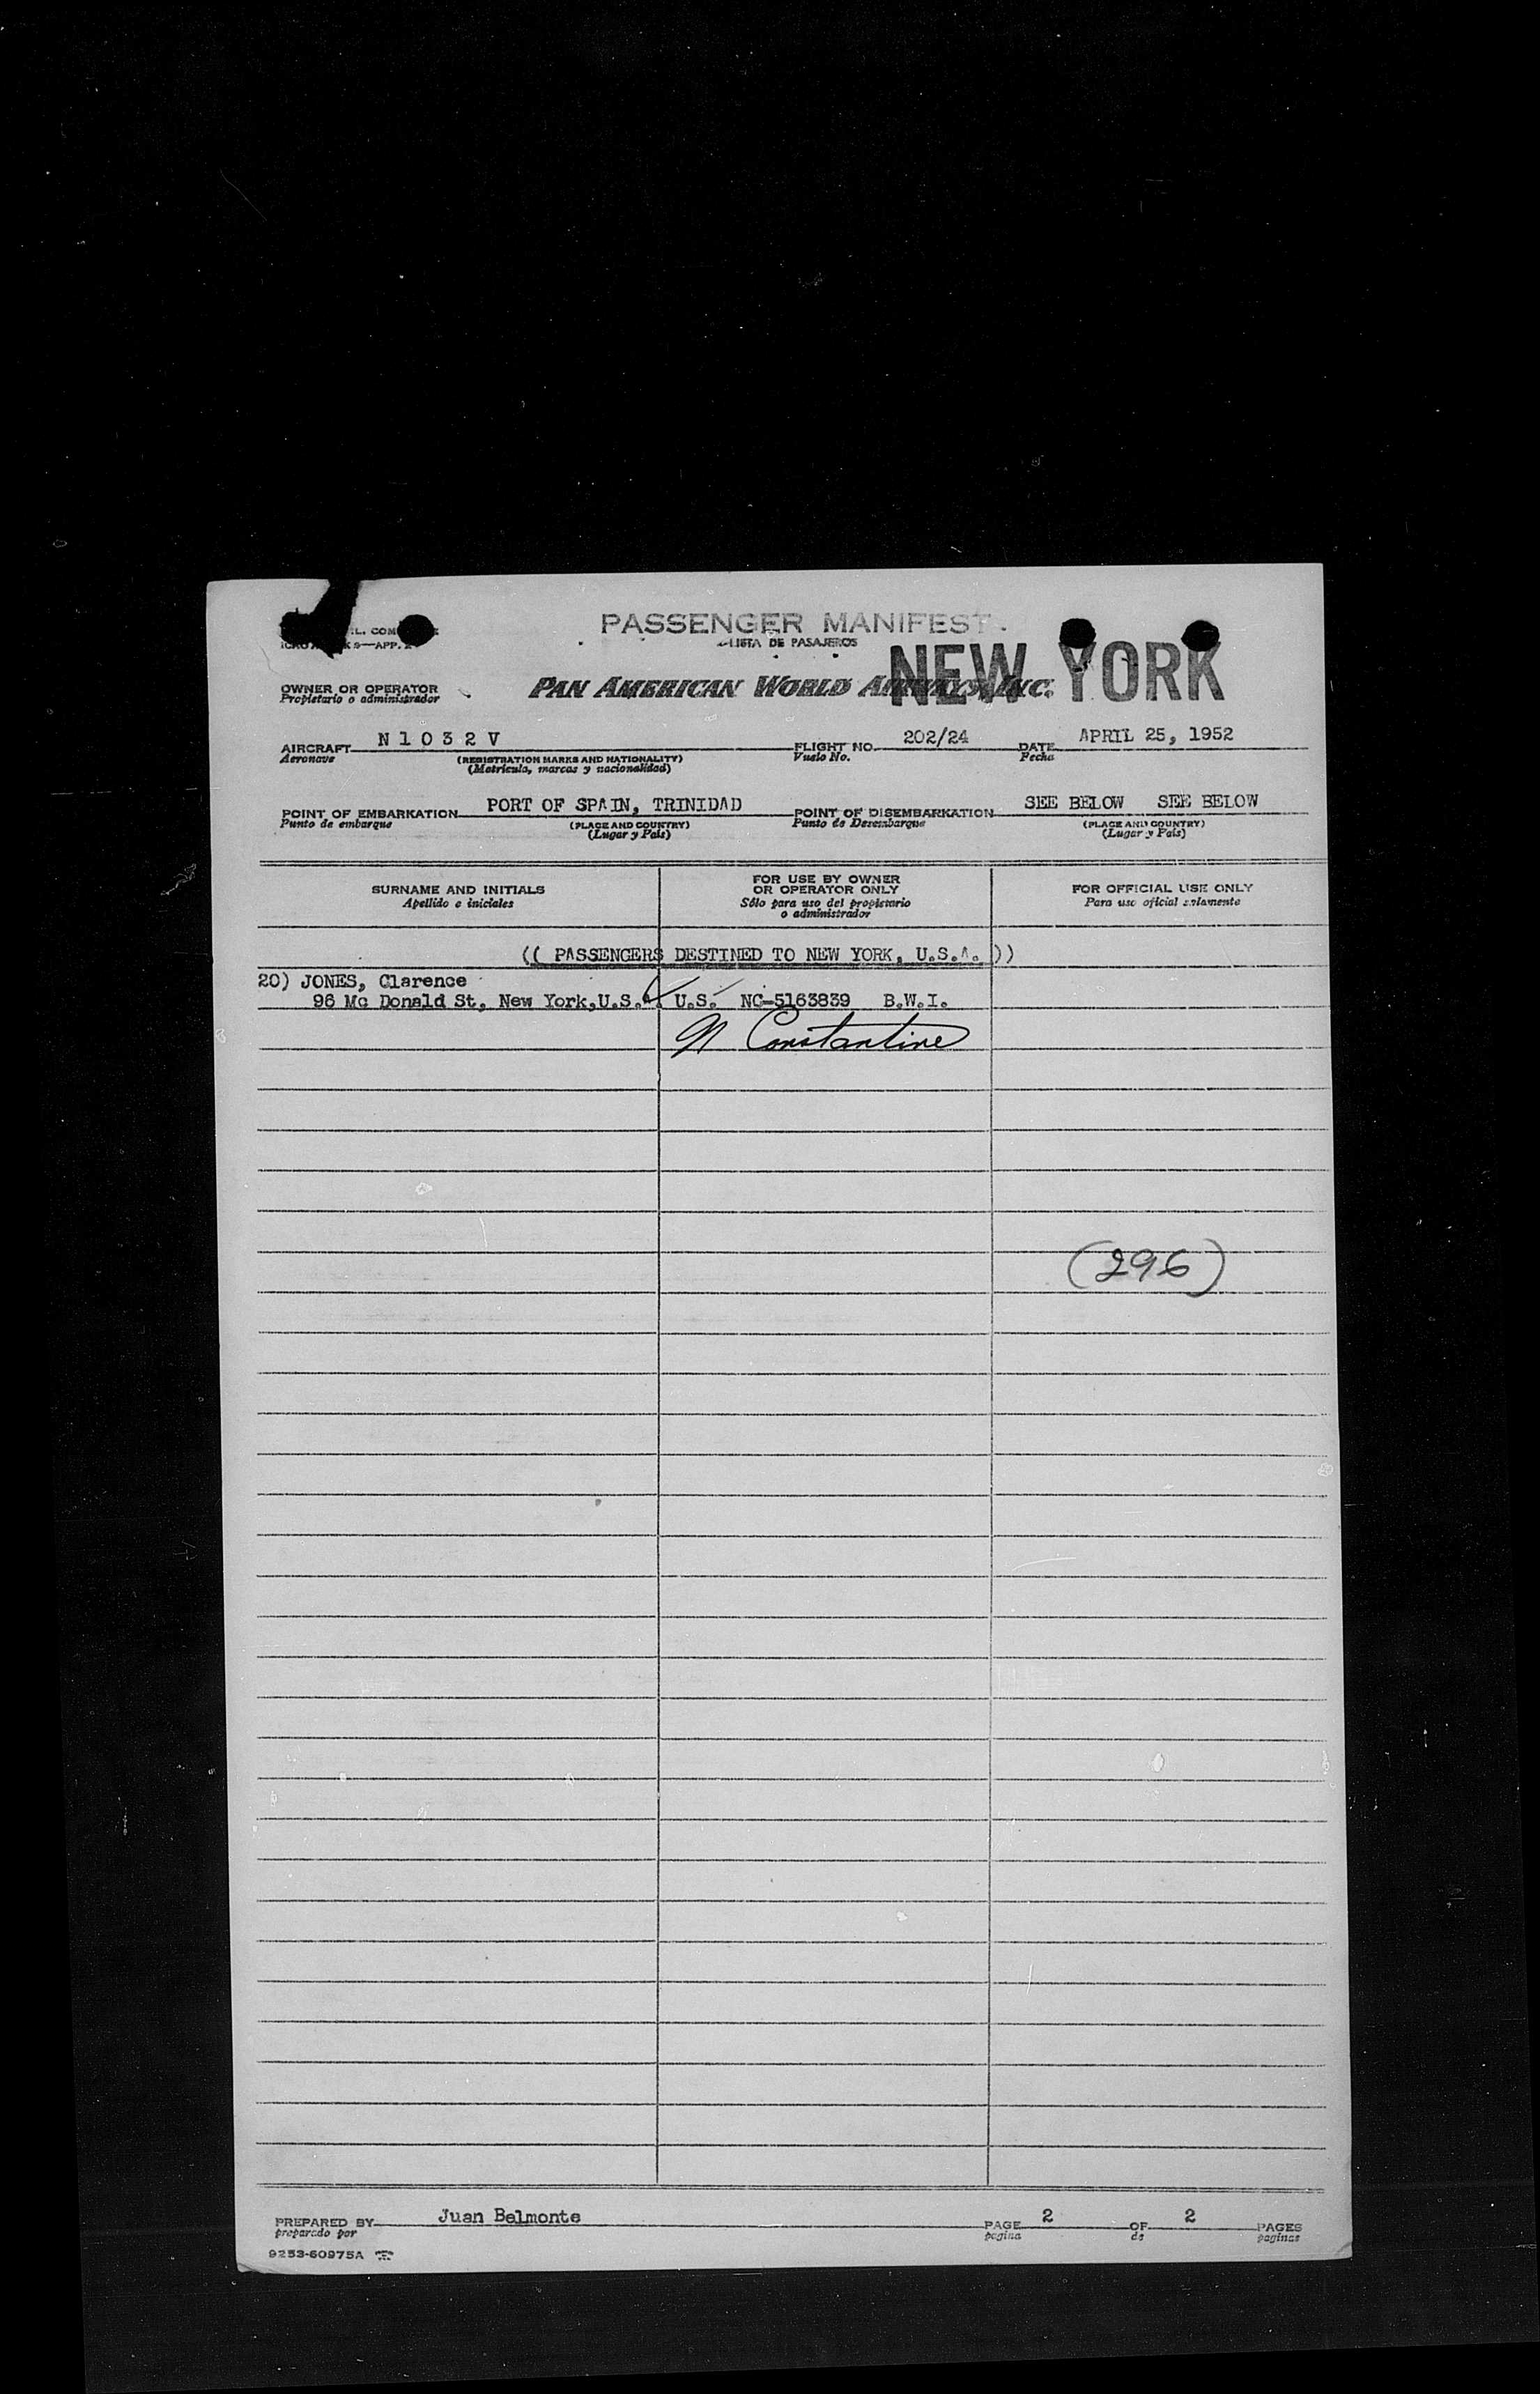 PASSENGER MANIFEST
LISTA DE PASAJEROS
NEW YORK
OWNER OR OPERATOR
Propietario o administrador
PAN AMERICAN WORLD AIRWAYS, INC.
AIRCRAFT N 1 0 3 2 V FLIGHT NO. 202/24 DATE APRIL 25, 1952
Aeronave (REGISTRATION MARKS AND NATIONALITY) Vuelo No. Fecha
(Matrícula, marcas y nacionalidad)
POINT OF EMBARKATION PORT OF SPAIN, TRINIDAD POINT OF DISEMBARKATION SEE BELOW SEE BELOW
Punto de embarque (PLACE AND COUNTRY) Punto de Desembarque (PLACE AND COUNTRY)
(Lugar y País) (Lugar y País)
SURNAME AND INITIALS
Apellido e iniciales
FOR USE BY OWNER
OR OPERATOR ONLY
Sólo para uso del propietario
o administrador
FOR OFFICIAL USE ONLY
Para uso oficial solamente
(( PASSENGERS DESTINED TO NEW YORK, U.S.A. ))
20) JONES, Clarence
96 Mc Donald St, New York,U.S.A. U.S. NC-5163839 B.W.I.
N Constantine
(296)
PREPARED BY Juan Belmonte PAGE 2 OF 2 PAGES
preparado por pagina de paginas
9253-60975A